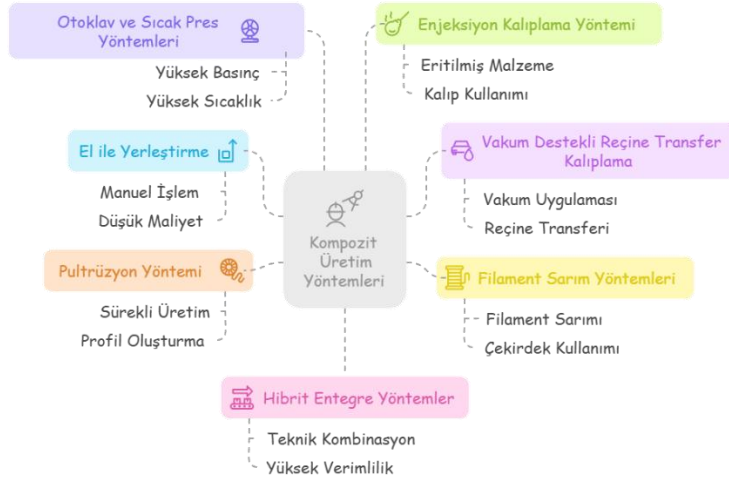 Otoklav ve Sıcak Pres
Yöntemleri
Yüksek Basınç
Yüksek Sıcaklık
Enjeksiyon Kalıplama Yöntemi
Eritilmiş Malzeme
Kalıp Kullanımı
El ile Yerleştirme
Manuel İşlem
Düşük Maliyet
Vakum Destekli Reçine Transfer
Kalıplama
Vakum Uygulaması
Reçine Transferi
Kompozit
Üretim
Yöntemleri
Pultrüzyon Yöntemi
Sürekli Üretim
Profil Oluşturma
Filament Sarım Yöntemleri
Filament Sarımı
Çekirdek Kullanımı
Hibrit Entegre Yöntemler
Teknik Kombinasyon
Yüksek Verimlilik